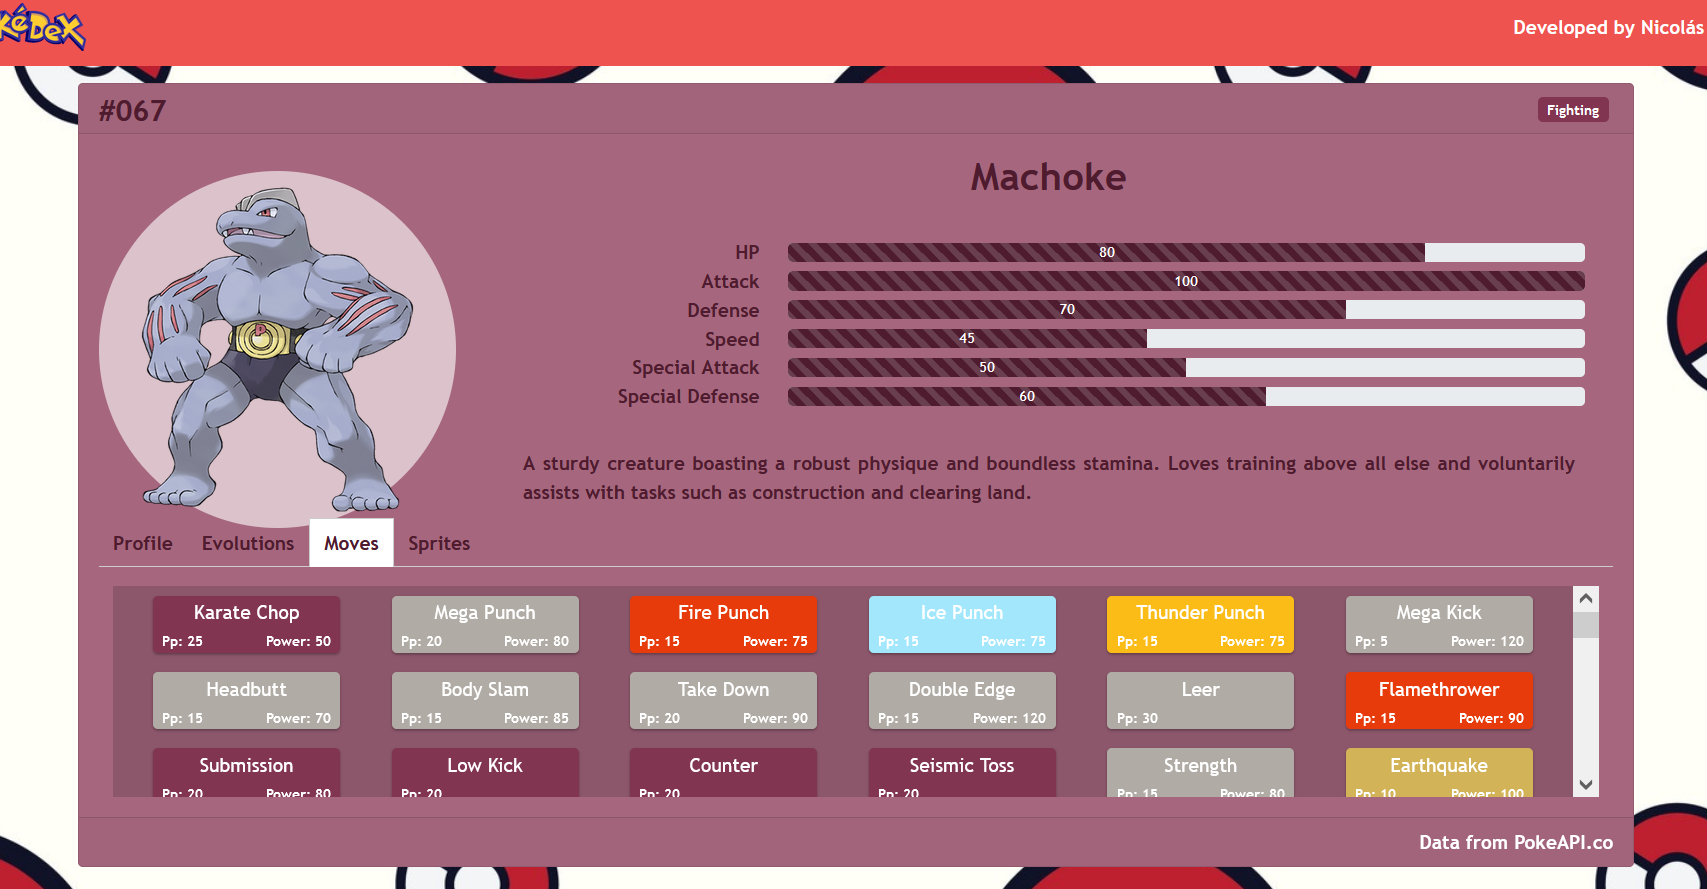 kéDeX
Developed by Nicolás
#067
Fighting
Machoke
HP 80
Attack 100
Defense 70
Speed 45
Special Attack 50
Special Defense 60
A sturdy creature boasting a robust physique and boundless stamina. Loves training above all else and voluntarily
assists with tasks such as construction and clearing land.
Profile Evolutions Moves Sprites
Karate Chop Mega Punch Fire Punch Ice Punch Thunder Punch Mega Kick
Pp: 25 Power: 50 Pp: 20 Power: 80 Pp: 15 Power: 75 Pp: 15 Power: 75 Pp: 15 Power: 75 Pp: 5 Power: 120
Headbutt Body Slam Take Down Double Edge Leer Flamethrower
Pp: 15 Power: 70 Pp: 15 Power: 85 Pp: 20 Power: 90 Pp: 15 Power: 120 Pp: 30 Pp: 15 Power: 90
Submission Low Kick Counter Seismic Toss Strength Earthquake
Pp: 20 Power: 80 Pp: 20 Pp: 20 Pp: 20 Pp: 15 Power: 80 Pp: 10 Power: 100
Data from PokeAPI.co